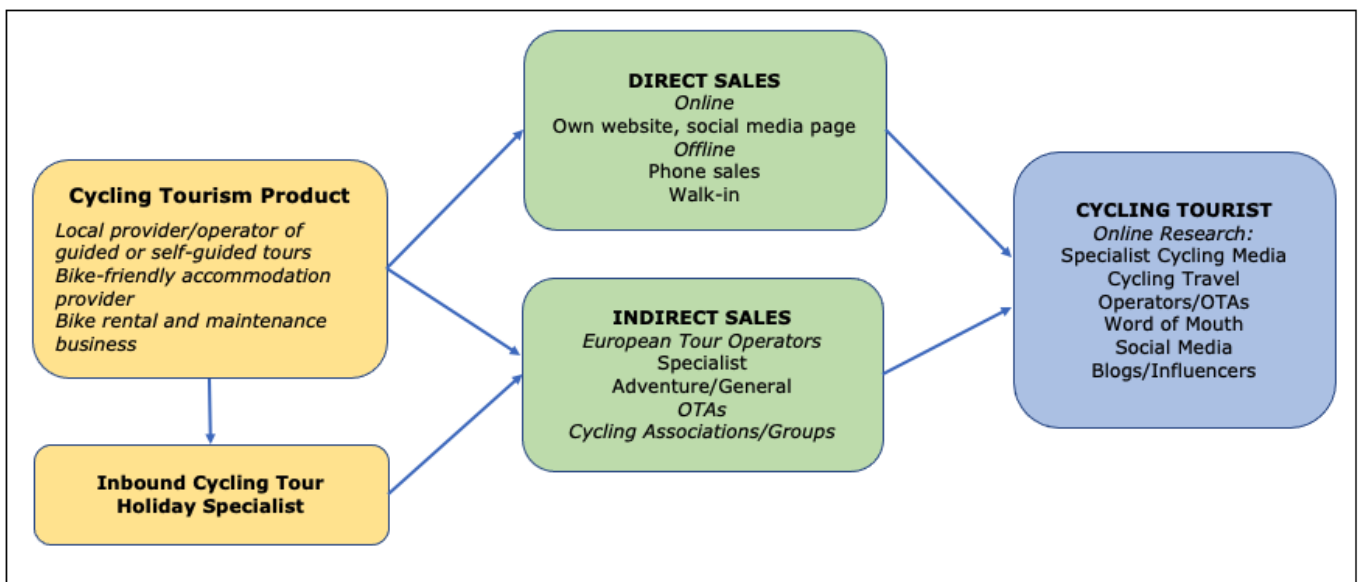 Cycling Tourism Product
Local provider/operator of
guided or self-guided tours
Bike-friendly accommodation
provider
Bike rental and maintenance
business
Inbound Cycling Tour
Holiday Specialist
DIRECT SALES
Online
Own website, social media page
Offline
Phone sales
Walk-in
INDIRECT SALES
European Tour Operators
Specialist
Adventure/General
OTAs
Cycling Associations/Groups
CYCLING TOURIST
Online Research:
Specialist Cycling Media
Cycling Travel
Operators/OTAs
Word of Mouth
Social Media
Blogs/Influencers